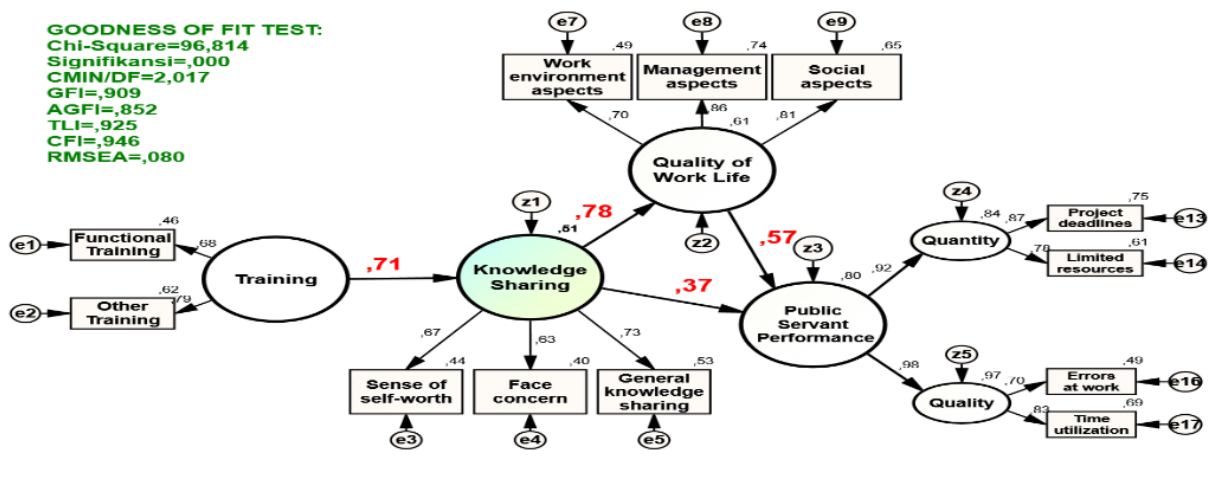 GOODNESS OF FIT TEST:
Chi-Square=96,814
Signifikansi=,000
CMIN/DF=2,017
GFI=,909
AGFI=,852
TLI=,925
CFI=,946
RMSEA=,080
e7
e8
e9
,49
,74
,65
Work
environment
aspects
Management
aspects
Social
aspects
,70
,86
,61
,81
Quality of
Work Life
z1
,78
,51
z2
,57
z3
z4
,84
,87
,75
Project
deadlines
e13
Quantity
,78
,61
Limited
resources
e14
,46
e1
Functional
Training
,68
Training
,71
Knowledge
Sharing
,37
,80
,92
,62
,79
e2
Other
Training
Public
Servant
Performance
,67
,63
,73
,44
,40
,53
Sense of
self-worth
Face
concern
General
knowledge
sharing
e3
e4
e5
,98
z5
,97
,70
,49
Errors
at work
e16
Quality
,83
,69
Time
utilization
e17